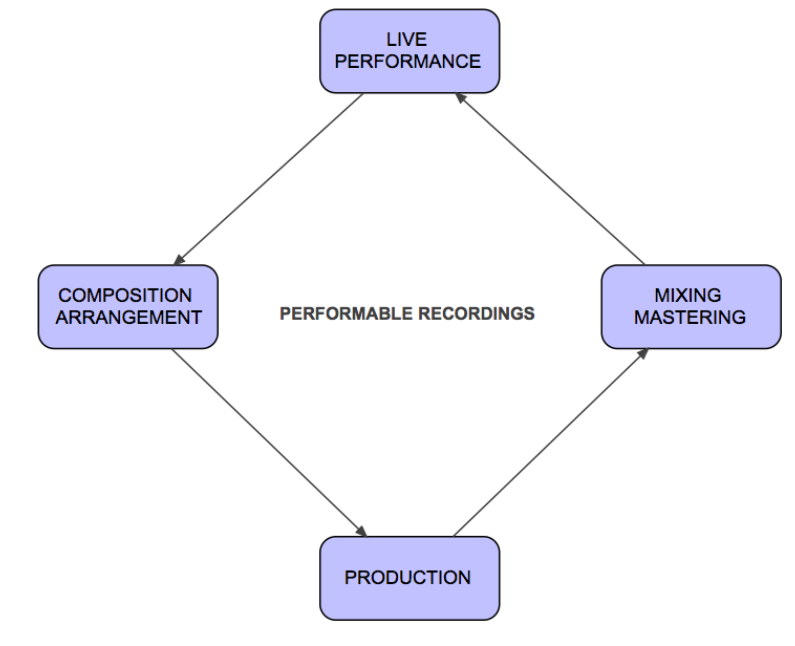 LIVE
PERFORMANCE
COMPOSITION
ARRANGEMENT
PERFORMABLE RECORDINGS
MIXING
MASTERING
PRODUCTION